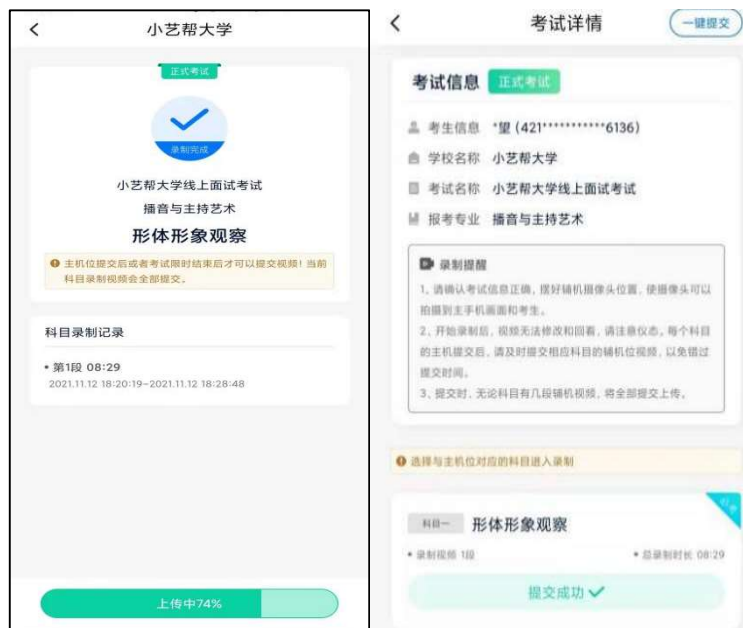 小艺帮大学
正式考试
录制完成
小艺帮大学线上面试考试
播音与主持艺术
形体形象观察
主机位提交后或者考试限时结束后才可以提交视频！当前
科目录制视频会全部提交。
科目录制记录
• 第1段 08:29
2021.11.12 18:20:19-2021.11.12 18:28:48
上传中74%
考试详情
一键提交
考试信息 正式考试
考生信息 *望 (421***********6136)
学校名称 小艺帮大学
考试名称 小艺帮大学线上面试考试
报考专业 播音与主持艺术
录制提醒
1、请确认考试信息正确，摆好辅机摄像头位置，使摄像头可以
拍摄到主手机画面和考生。
2、开始录制后，视频无法修改和回看，请注意仪态。每个科目
的主机提交后，请及时提交相应科目的辅机位视频，以免错过
提交时间。
3、提交时，无论科目有几段辅机视频，将全部提交上传。
选择与主机位对应的科目进入录制
科目一 形体形象观察
• 录制视频 1段 • 总录制时长 08:29
提交成功